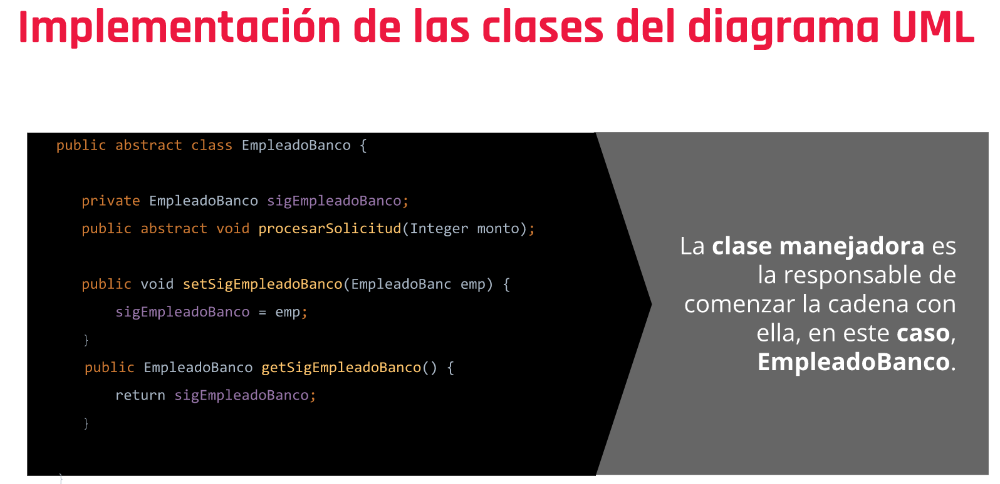 Implementación de las clases del diagrama UML
public abstract class EmpleadoBanco {
private EmpleadoBanco sigEmpleadoBanco;
public abstract void procesarSolicitud(Integer monto);
public void setSigEmpleadoBanco(EmpleadoBanc emp) {
sigEmpleadoBanco = emp;
}
public EmpleadoBanco getSigEmpleadoBanco() {
return sigEmpleadoBanco;
}
}
La clase manejadora es
la responsable de
comenzar la cadena con
ella, en este caso,
EmpleadoBanco.